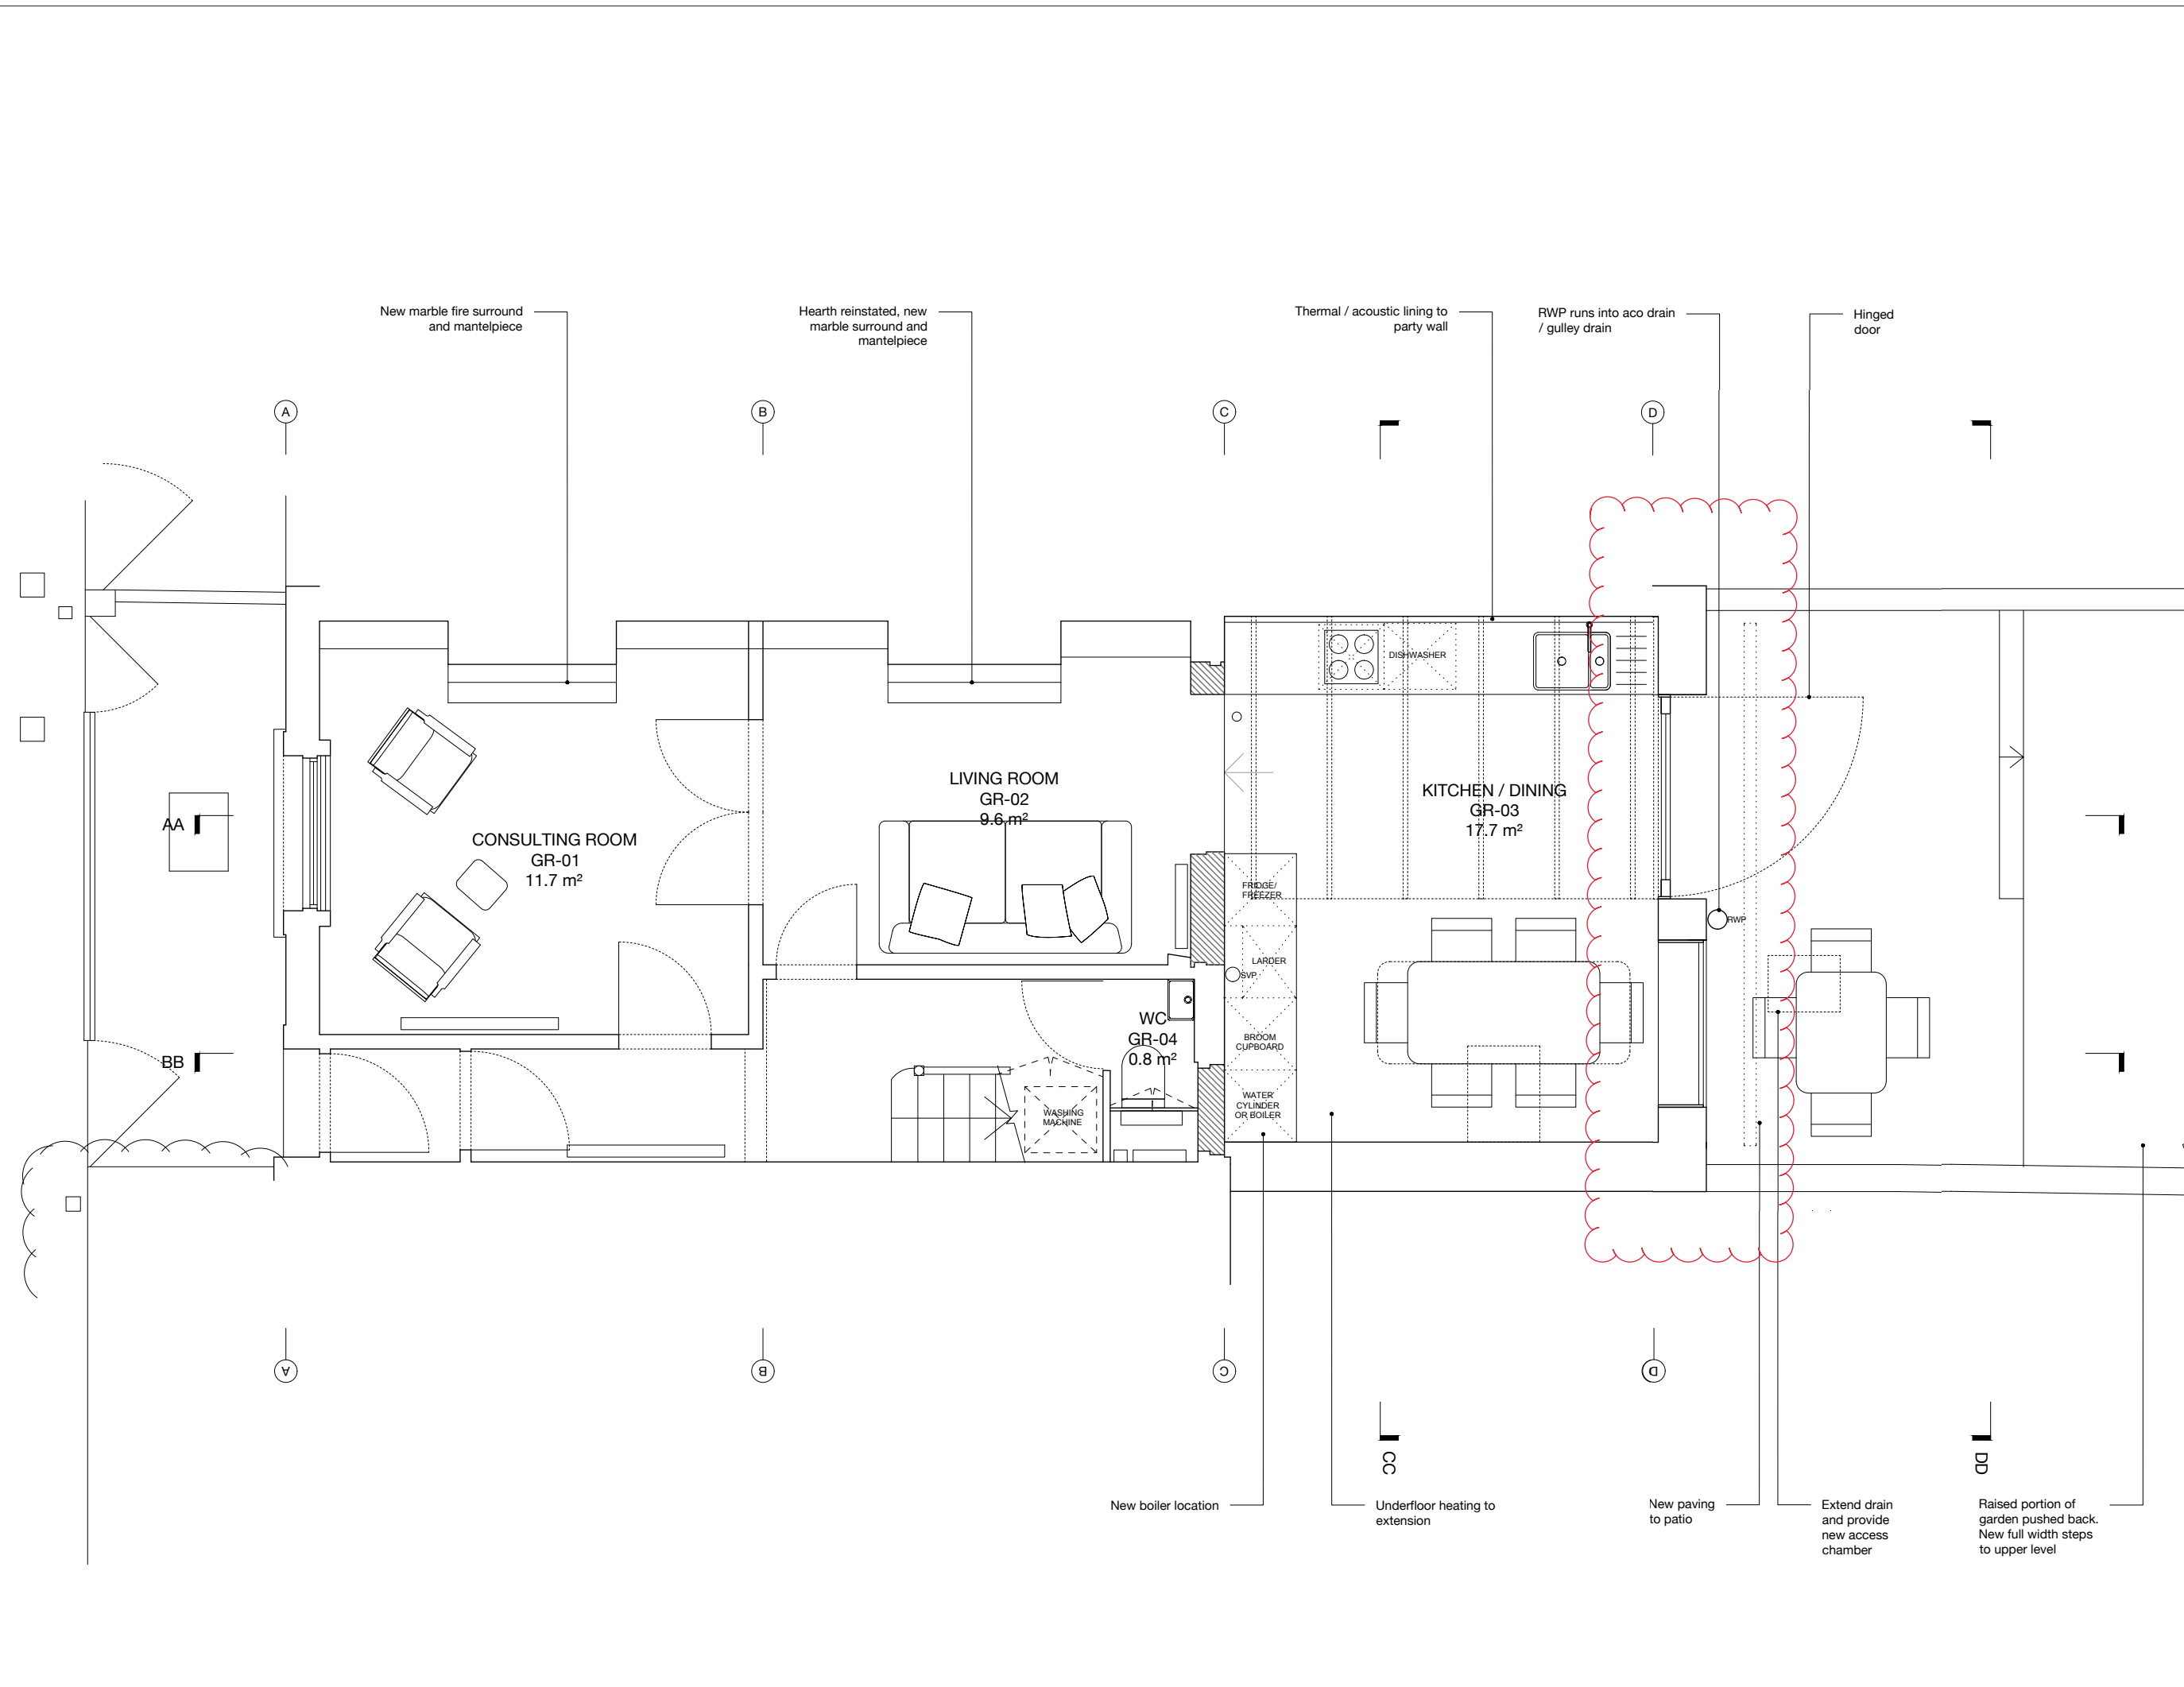 New marble fire surround
and mantelpiece
Hearth reinstated, new
marble surround and
mantelpiece
Thermal / acoustic lining to
party wall
RWP runs into aco drain
/ gulley drain
Hinged
door
A
B
C
D
DISHWASHER
LIVING ROOM
GR-02
9.6 m²
KITCHEN / DINING
GR-03
17.7 m²
AA
CONSULTING ROOM
GR-01
11.7 m²
FRIDGE/
FREEZER
RWP
LARDER
SVP
WC
GR-04
0.8 m²
BROOM
CUPBOARD
BB
WATER
CYLINDER
OR BOILER
WASHING
MACHINE
A
B
C
D
CC
DD
New boiler location
Underfloor heating to
extension
New paving
to patio
Extend drain
and provide
new access
chamber
Raised portion of
garden pushed back.
New full width steps
to upper level